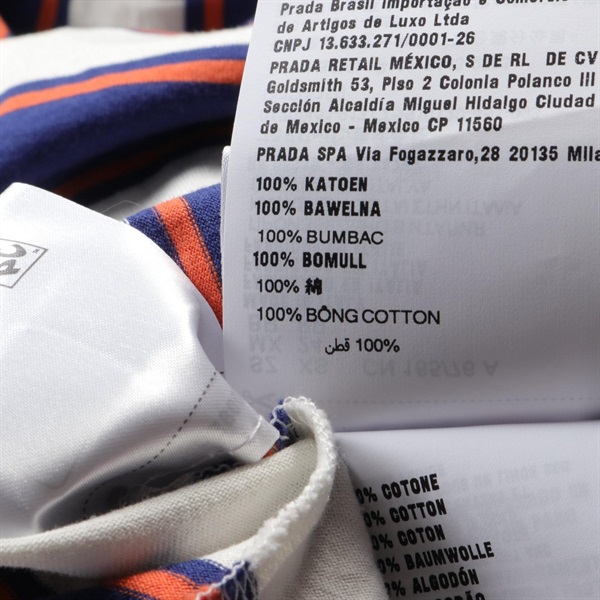 Prada Brasil Importação e
de Artigos de Luxo Ltda
CNPJ 13.633.271/0001-26
PRADA RETAIL MÉXICO, S DE RL DE CV
Goldsmith 53, Piso 2 Colonia Polanco III
Sección Alcaldía Miguel Hidalgo Ciudad
de Mexico - Mexico CP 11560
PRADA SPA Via Fogazzaro,28 20135 Mila
100% KATOEN
100% BAWELNA
100% BUMBAC
100% BOMULL
100% 綿
100% BÔNG COTTON
100% قطن
0% COTONE
0% COTTON
% COTON
0% BAUMWOLLE
% ALGODÓN